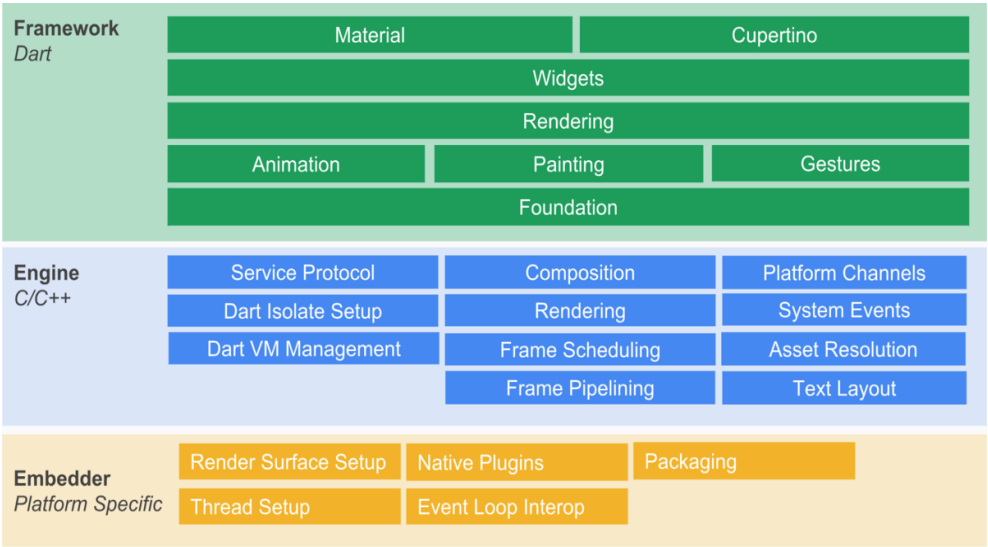 Framework
Dart
Material Cupertino
Widgets
Rendering
Animation Painting Gestures
Foundation
Engine
C/C++
Service Protocol Composition Platform Channels
Dart Isolate Setup Rendering System Events
Dart VM Management Frame Scheduling Asset Resolution
Frame Pipelining Text Layout
Embedder
Platform Specific
Render Surface Setup Native Plugins Packaging
Thread Setup Event Loop Interop